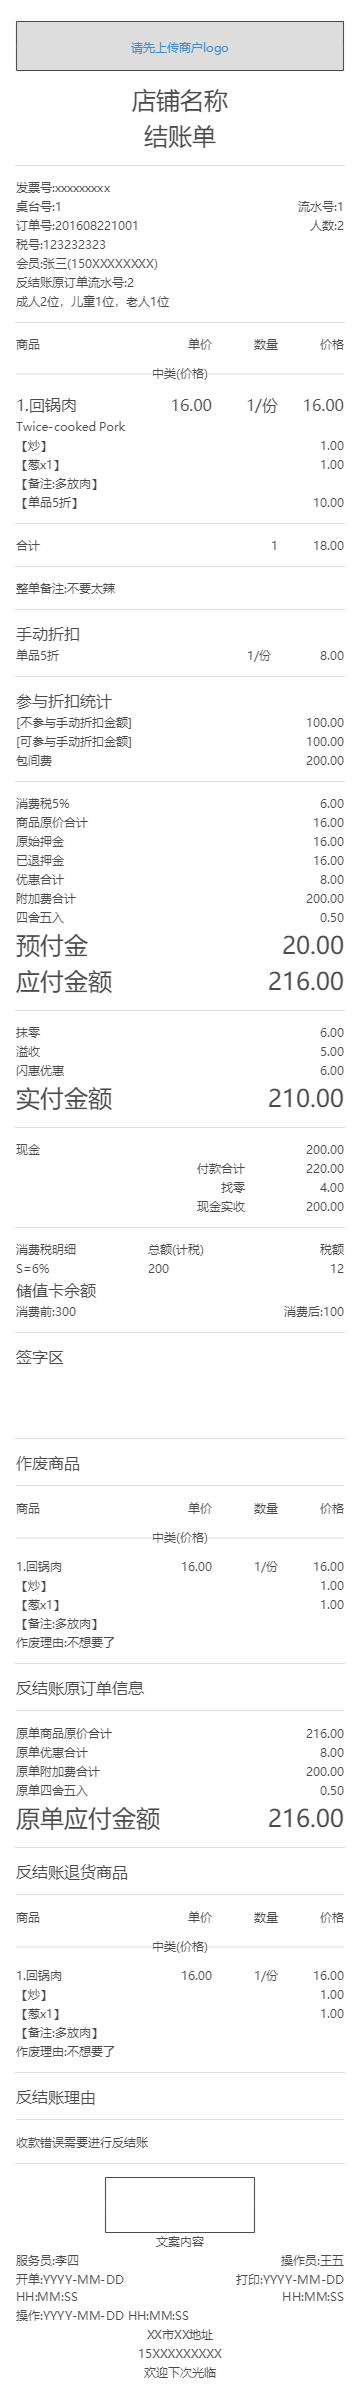 请先上传商户logo
店铺名称
结账单
发票号:xxxxxxxxx
桌台号:1 流水号:1
订单号:201608221001 人数:2
税号:123232323
会员:张三(150XXXXXXXX)
反结账原订单流水号:2
成人2位，儿童1位，老人1位
商品 单价 数量 价格
中类(价格)
1.回锅肉 16.00 1/份 16.00
Twice-cooked Pork
【炒】 1.00
【葱x1】 1.00
【备注:多放肉】
【单品5折】 10.00
合计 1 18.00
整单备注:不要太辣
手动折扣
单品5折 1/份 8.00
参与折扣统计
[不参与手动折扣金额] 100.00
[可参与手动折扣金额] 100.00
包间费 200.00
消费税5% 6.00
商品原价合计 16.00
原始押金 16.00
已退押金 16.00
优惠合计 8.00
附加费合计 200.00
四舍五入 0.50
预付金 20.00
应付金额 216.00
抹零 6.00
溢收 5.00
闪惠优惠 6.00
实付金额 210.00
现金 200.00
付款合计 220.00
找零 4.00
现金实收 200.00
消费税明细 总额(计税) 税额
S=6% 200 12
储值卡余额
消费前:300 消费后:100
签字区
作废商品
商品 单价 数量 价格
中类(价格)
1.回锅肉 16.00 1/份 16.00
【炒】 1.00
【葱x1】 1.00
【备注:多放肉】
作废理由:不想要了
反结账原订单信息
原单商品原价合计 216.00
原单优惠合计 8.00
原单附加费合计 200.00
原单四舍五入 0.50
原单应付金额 216.00
反结账退货商品
商品 单价 数量 价格
中类(价格)
1.回锅肉 16.00 1/份 16.00
【炒】 1.00
【葱x1】 1.00
【备注:多放肉】
作废理由:不想要了
反结账理由
收款错误需要进行反结账
文案内容
服务员:李四 操作员:王五
开单:YYYY-MM-DD 打印:YYYY-MM-DD
HH:MM:SS HH:MM:SS
操作:YYYY-MM-DD HH:MM:SS
XX市XX地址
15XXXXXXXXX
欢迎下次光临